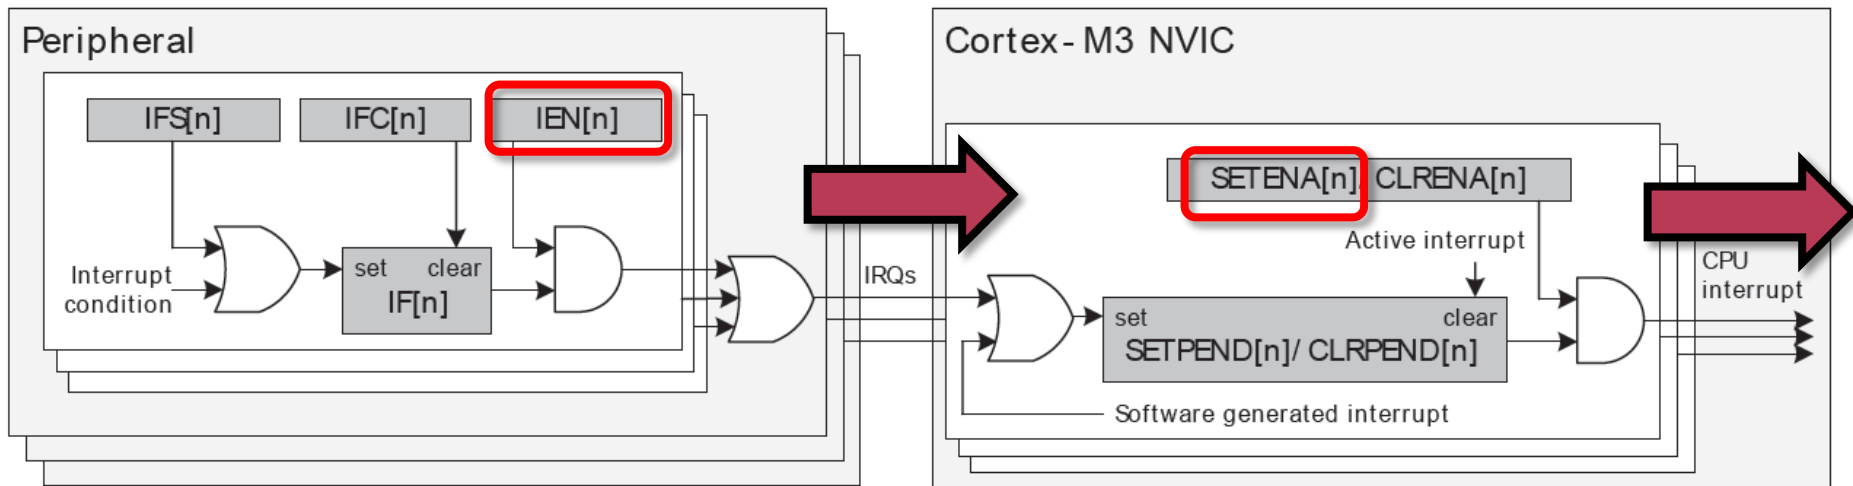 Peripheral
IFS[n]
IFC[n]
IEN[n]
Interrupt
condition
set clear
IF[n]
IRQs
Cortex-M3 NVIC
SETENA[n]/ CLRENA[n]
Active interrupt
set clear
SETPEND[n]/ CLRPEND[n]
Software generated interrupt
CPU
interrupt